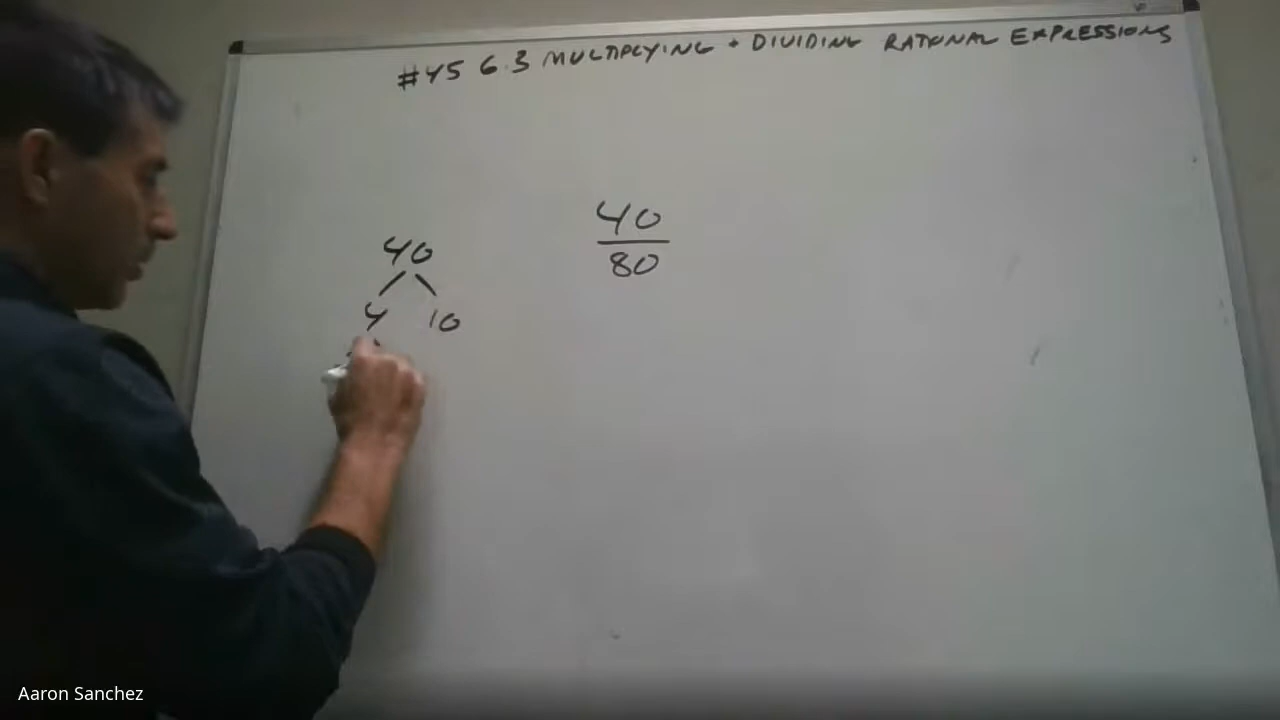 #45 6.3 MULTIPLYING + DIVIDING RATIONAL EXPRESSIONS
40
80
40
4 10
Aaron Sanchez